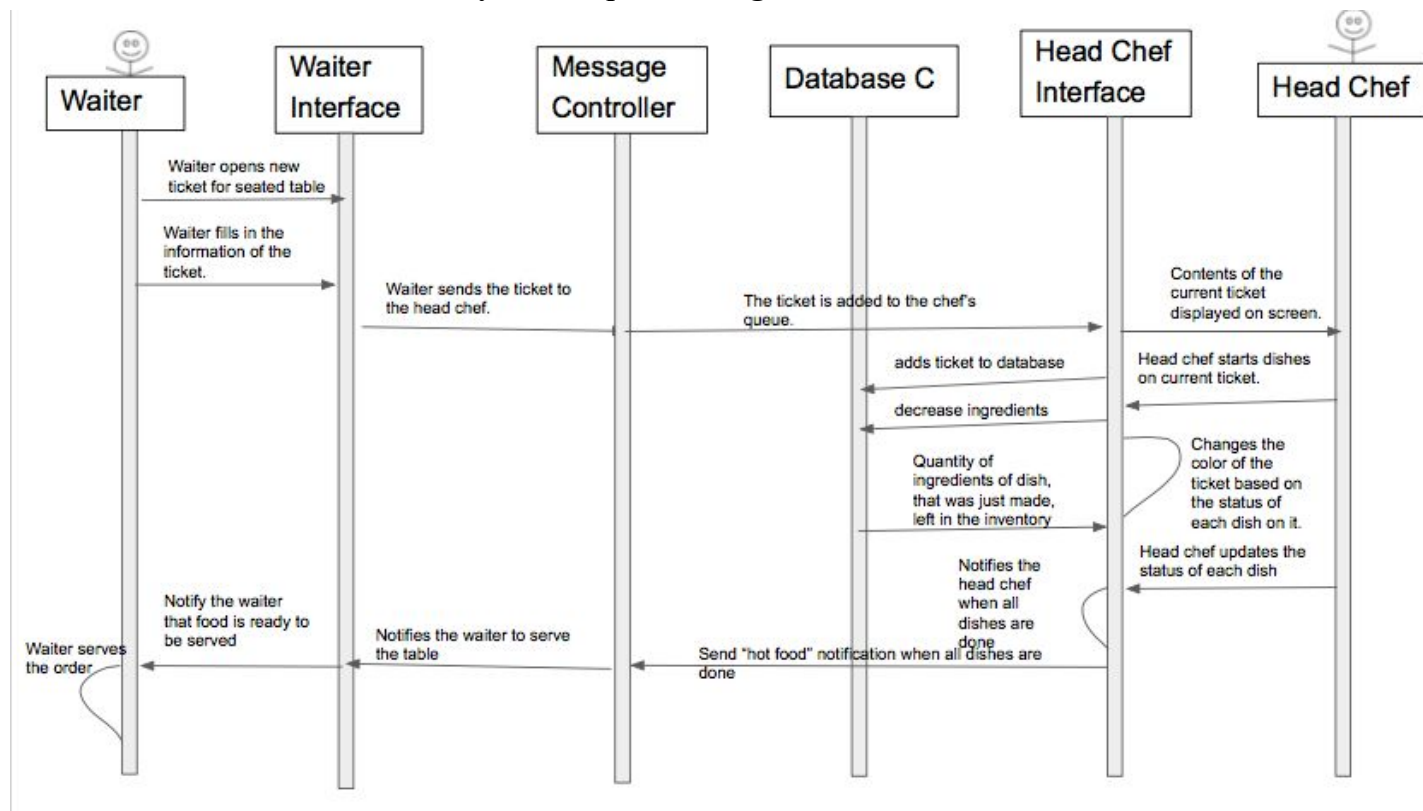 Waiter
Waiter
Interface
Message
Controller
Database C
Head Chef
Interface
Head Chef
Waiter opens new
ticket for seated table
Waiter fills in the
information of the
ticket.
Waiter sends the ticket to
the head chef.
The ticket is added to the chef's
queue.
Contents of the
current ticket
displayed on screen.
adds ticket to database
Head chef starts dishes
on current ticket.
decrease ingredients
Changes the
color of the
ticket based on
the status of
each dish on it.
Quantity of
ingredients of dish,
that was just made,
left in the inventory
Head chef updates the
status of each dish
Notifies the
head chef
when all
dishes are
done
Send "hot food" notification when all dishes are
done
Notifies the waiter to serve
the table
Notify the waiter
that food is ready to
be served
Waiter serves
the order